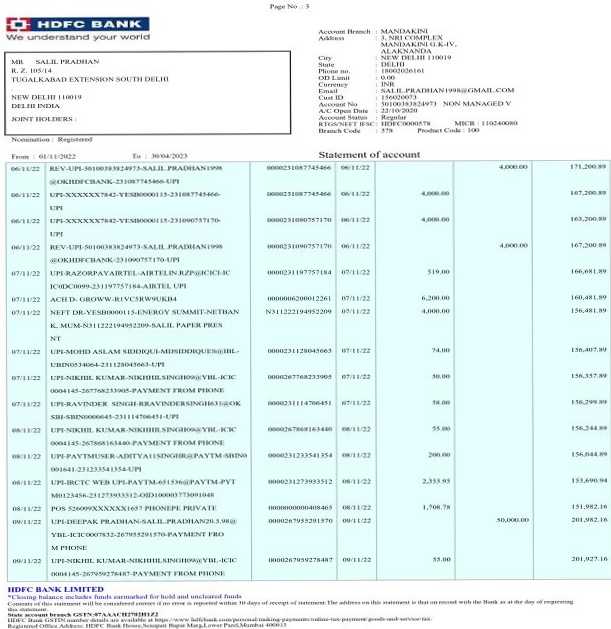 Page No .: 3
HDFC BANK
We understand your world
MR SALIL PRADHAN
R. Z. 105/14
TUGALKABAD EXTENSION SOUTH DELHI
NEW DELHI 110019
DELHI INDIA
JOINT HOLDERS :
Nomination : Registered
Account Branch : MANDAKINI
Address : 3, NRI COMPLEX
MANDAKINI G.K-IV,
ALAKNANDA
City : NEW DELHI 110019
State : DELHI
Phone no. : 18002026161
OD Limit : 0.00
Currency : INR
Email : SALIL.PRADHAN1998@GMAIL.COM
Cust ID : 156020073
Account No : 50100383824973 NON MANAGED V
A/C Open Date : 22/10/2020
Account Status : Regular
RTGS/NEFT IFSC: HDFC0000578 MICR : 110240080
Branch Code : 578 Product Code : 100
From : 01/11/2022 To : 30/04/2023 Statement of account
06/11/22 REV-UPI-50100383824973-SALIL.PRADHAN1998 0000231087745466 06/11/22 4,000.00 171,200.89
@OKHDFCBANK-231087745466-UPI
06/11/22 UPI-XXXXXX7842-YESB0000115-231087745466- 0000231087745466 06/11/22 4,000.00 167,200.89
UPI
06/11/22 UPI-XXXXXX7842-YESB0000115-231090757170- 0000231090757170 06/11/22 4,000.00 163,200.89
UPI
06/11/22 REV-UPI-50100383824973-SALIL.PRADHAN1998 0000231090757170 06/11/22 4,000.00 167,200.89
@OKHDFCBANK-231090757170-UPI
07/11/22 UPI-RAZORPAYAIRTEL-AIRTELIN.RZP@ICICI-IC 0000231197757184 07/11/22 519.00 166,681.89
IC0DC0099-231197757184-AIRTEL UPI
07/11/22 ACH D- GROWW-R1VC5RW9UKB4 0000006200012261 07/11/22 6,200.00 160,481.89
07/11/22 NEFT DR-YESB0000115-ENERGY SUMMIT-NETBAN N311222194952209 07/11/22 4,000.00 156,481.89
K, MUM-N311222194952209-SALIL PAPER PRES
NT
07/11/22 UPI-MOHD ASLAM SIDDIQUI-MDSIDDIQUES@IBL- 0000231128045663 07/11/22 74.00 156,407.89
UBIN0534064-231128045663-UPI
07/11/22 UPI-NIKHIL KUMAR-NIKHHILSINGH09@YBL-ICIC 0000267768233905 07/11/22 50.00 156,357.89
0004145-267768233905-PAYMENT FROM PHONE
07/11/22 UPI-RAVINDER SINGH-RRAVINDERSINGH631@OK 0000231114706451 07/11/22 58.00 156,299.89
SBI-SBIN0000645-231114706451-UPI
08/11/22 UPI-NIKHIL KUMAR-NIKHHILSINGH09@YBL-ICIC 0000267868163440 08/11/22 55.00 156,244.89
0004145-267868163440-PAYMENT FROM PHONE
08/11/22 UPI-PAYTMUSER-ADITYA11SINGHR@PAYTM-SBIN0 0000231233541354 08/11/22 200.00 156,044.89
001641-231233541354-UPI
08/11/22 UPI-IRCTC WEB UPI-PAYTM-651536@PAYTM-PYT 0000231273933512 08/11/22 2,353.95 153,690.94
M0123456-231273933512-OID100003773091048
08/11/22 POS 526099XXXXXX1657 PHONEPE PRIVATE 0000000000408465 08/11/22 1,708.78 151,982.16
09/11/22 UPI-DEEPAK PRADHAN-SALIL.PRADHAN20.3.98@ 0000267955291570 09/11/22 50,000.00 201,982.16
YBL-ICIC0007832-267955291570-PAYMENT FRO
M PHONE
09/11/22 UPI-NIKHIL KUMAR-NIKHHILSINGH09@YBL-ICIC 0000267959278487 09/11/22 55.00 201,927.16
0004145-267959278487-PAYMENT FROM PHONE
HDFC BANK LIMITED
*Closing balance includes funds earmarked for hold and uncleared funds
Contents of this statement will be considered correct if no error is reported within 30 days of receipt of statement.The address on this statement is that on record with the Bank as at the day of requesting
this statement.
State account branch GSTN:07AAACH2702H1Z2
HDFC Bank GSTIN number details are available at https://www.hdfcbank.com/personal/making-payments/online-tax-payment/goods-and-service-tax.
Registered Office Address: HDFC Bank House,Senapati Bapat Marg,Lower Parel,Mumbai 400013